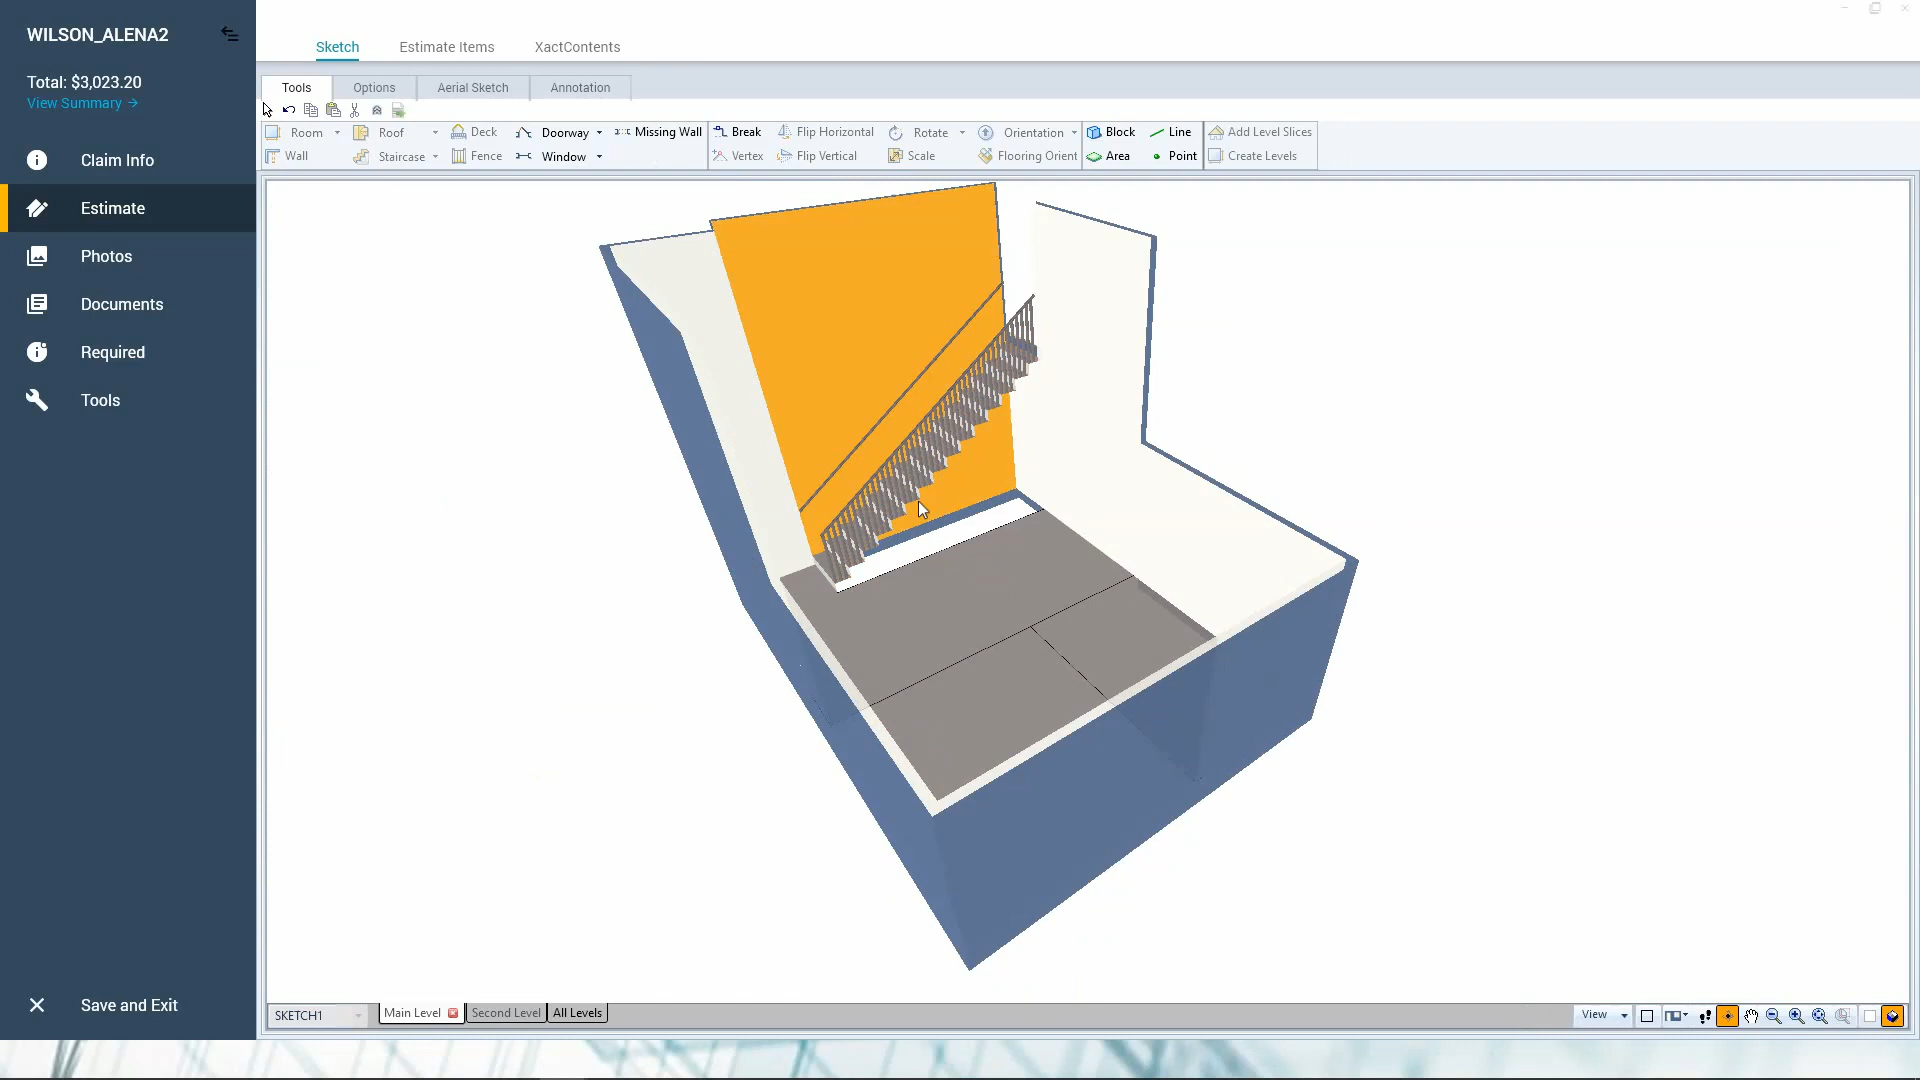 WILSON_ALENA2
Total: $3,023.20
View Summary →
Claim Info
Estimate
Photos
Documents
Required
Tools
Save and Exit
Sketch Estimate Items XactContents
Tools Options Aerial Sketch Annotation
Room Roof Deck Doorway Missing Wall Break Flip Horizontal Rotate Orientation Block Line Add Level Slices
Wall Staircase Fence Window Vertex Flip Vertical Scale Flooring Orient Area Point Create Levels
SKETCH1 Main Level Second Level All Levels View